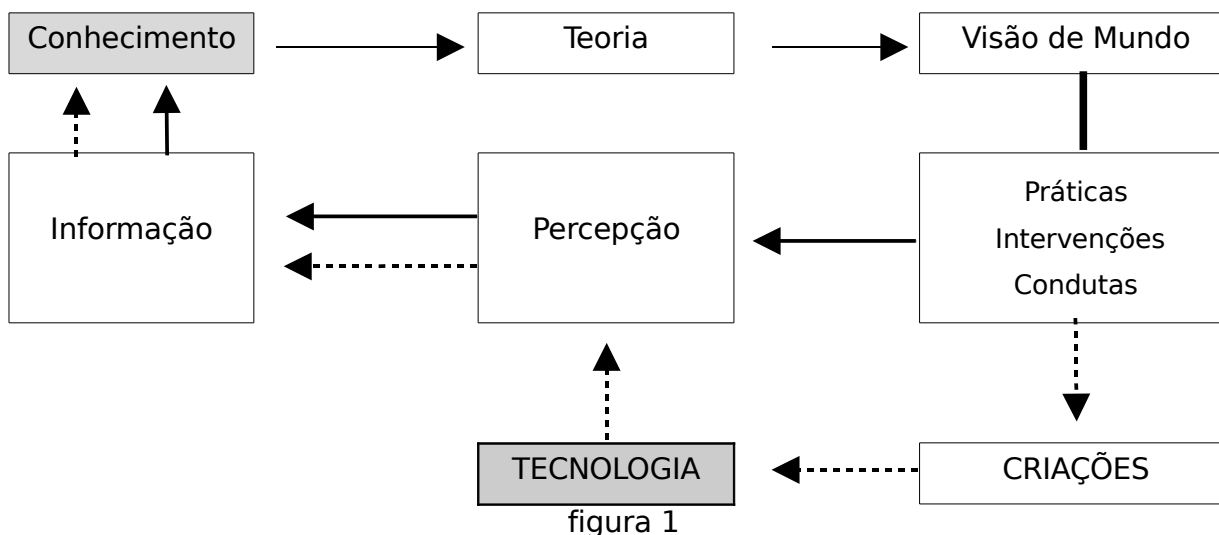 Conhecimento
Teoria
Visão de Mundo
Informação
Percepção
Práticas
Intervenções
Condutas
TECNOLOGIA
CRIAÇÕES
figura 1